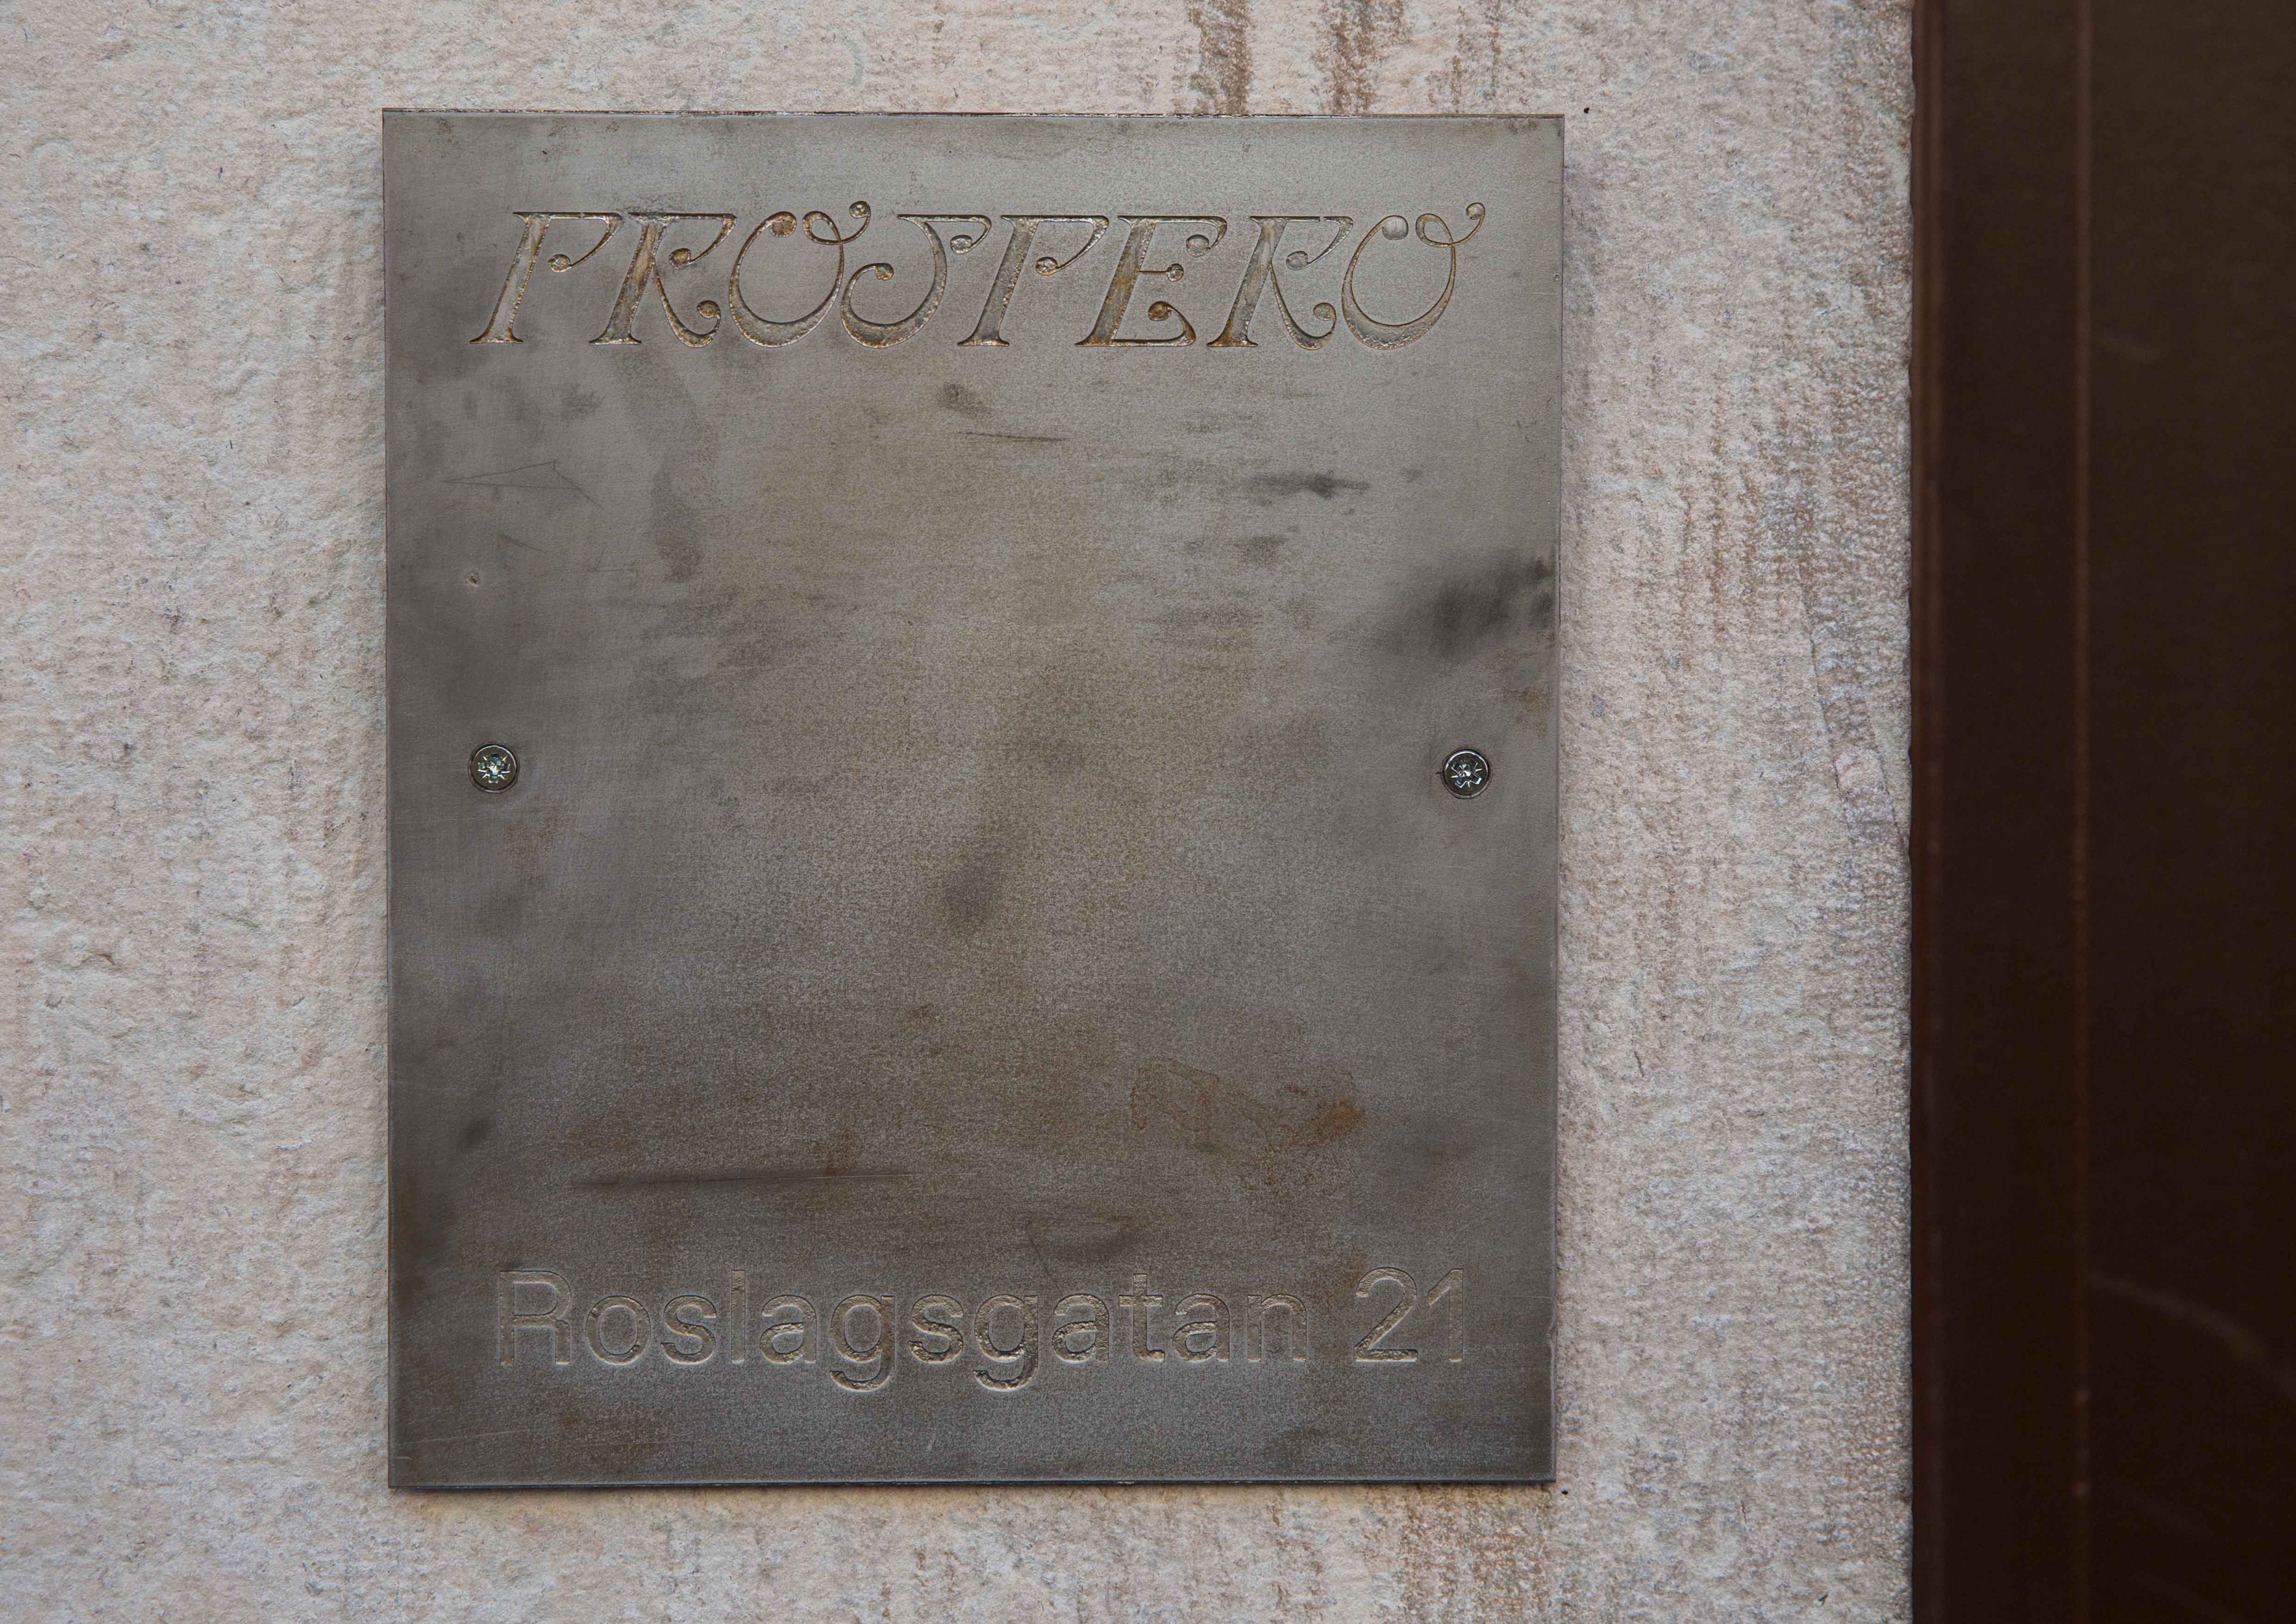 PROSPERO
Roslagsgatan 21